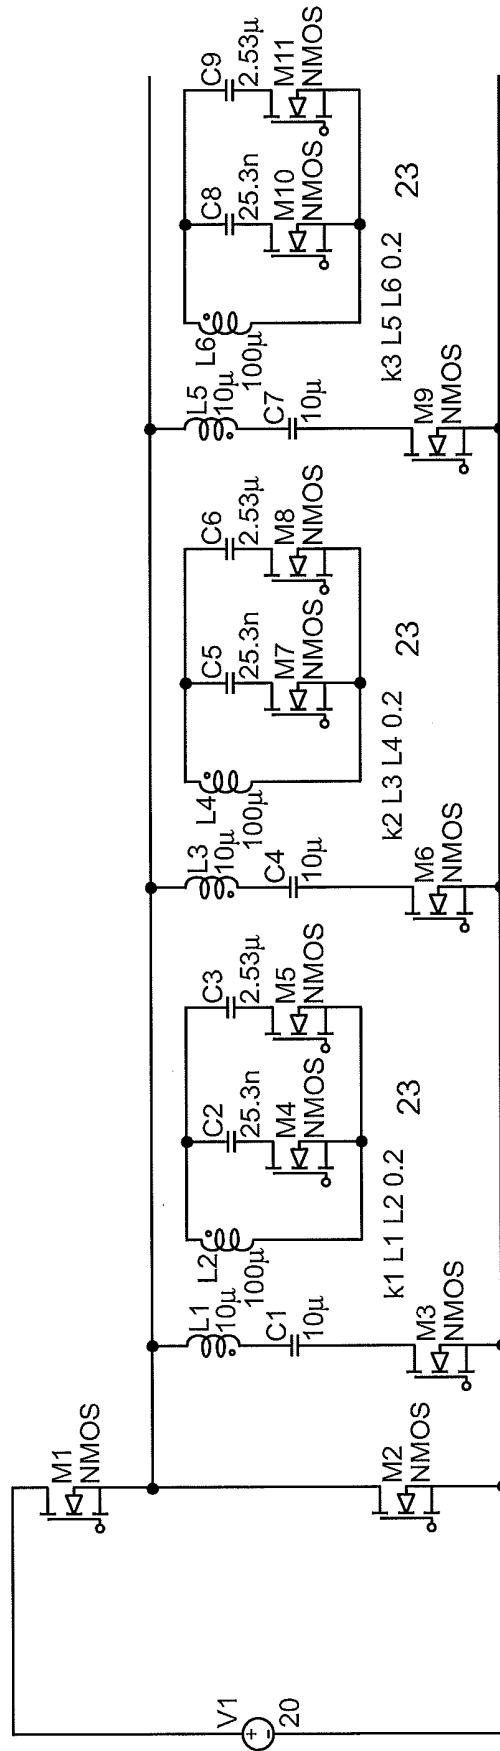 V1
20
M1
NMOS
M2
NMOS
L1
10µ
C1
10µ
M3
NMOS
L2
100µ
C2
25.3n
M4
NMOS
C3
2.53µ
M5
NMOS
k1 L1 L2 0.2
23
L3
10µ
C4
10µ
M6
NMOS
L4
100µ
C5
25.3n
M7
NMOS
C6
2.53µ
M8
NMOS
k2 L3 L4 0.2
23
L5
10µ
C7
10µ
M9
NMOS
L6
100µ
C8
25.3n
M10
NMOS
C9
2.53µ
M11
NMOS
k3 L5 L6 0.2
23